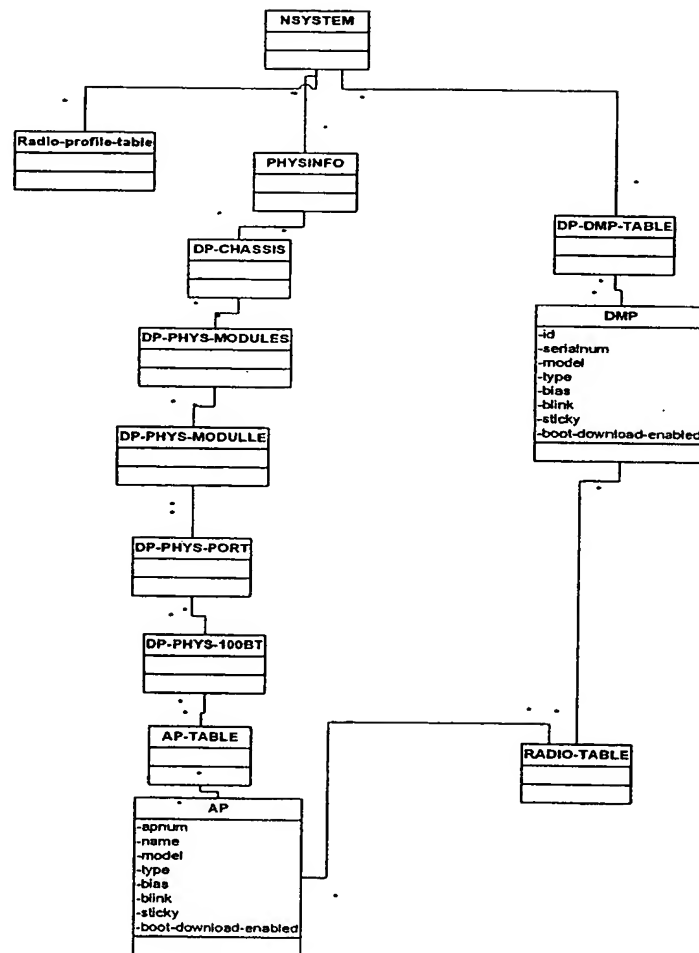 NSYSTEM
Radio-profile-table
PHYSINFO
DP-CHASSIS
DP-DMP-TABLE
DMP
-id
-serialnum
-model
-type
-bias
-blink
-sticky
-boot-download-enabled
DP-PHYS-MODULES
DP-PHYS-MODULLE
DP-PHYS-PORT
DP-PHYS-100BT
AP-TABLE
RADIO-TABLE
AP
-apnum
-name
-model
-type
-bias
-blink
-sticky
-boot-download-enabled